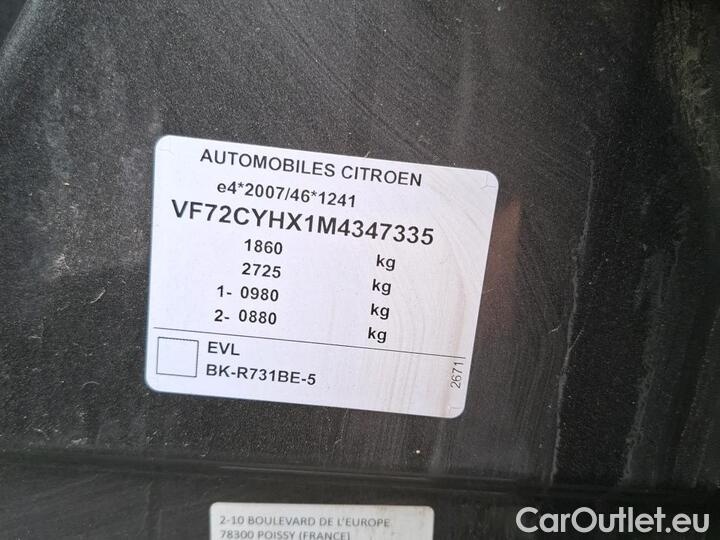 AUTOMOBILES CITROEN
e4*2007/46*1241
VF72CYHX1M4347335
1860 kg
2725 kg
1- 0980 kg
2- 0880 kg
EVL
BK-R731BE-5
2671
2-10 BOULEVARD DE L'EUROPE
78300 POISSY (FRANCE)
CarOutlet.eu